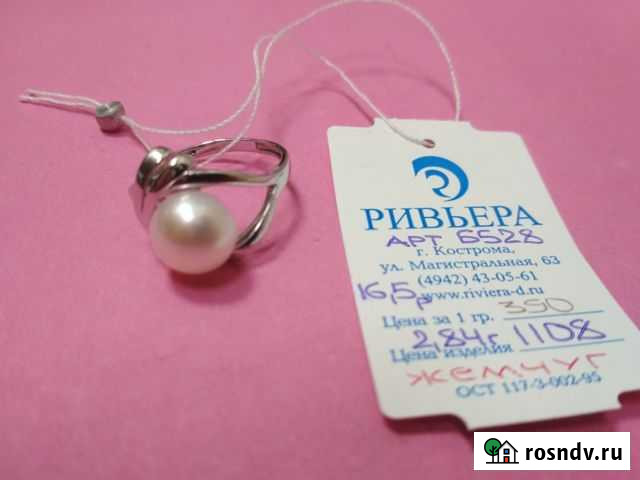 РИВЬЕРА
АРТ 6528
г. Кострома,
ул. Магистральная, 63
(4942) 43-05-61
16,5р www.riviera-d.ru
Цена за 1 гр. 390
2,84г 1108
Цена изделия
жемчуг
ОСТ 117-3-002-95
rosndv.ru